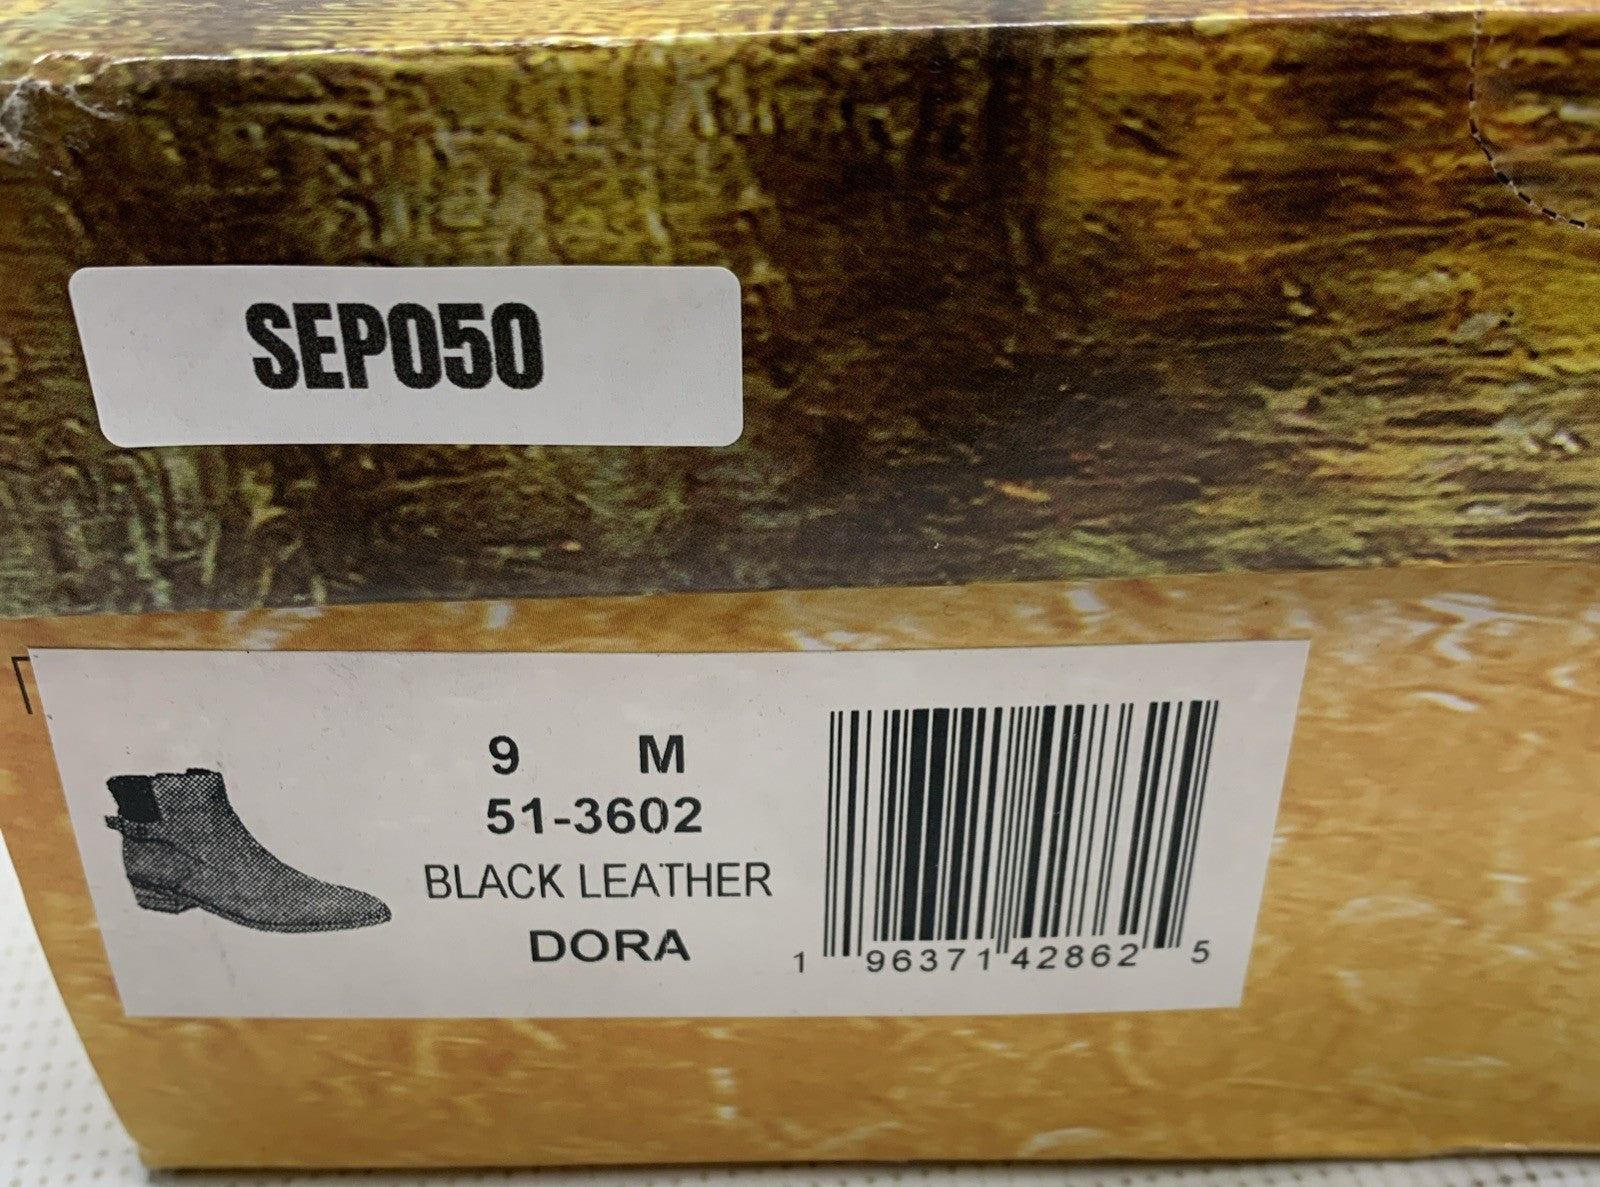 SEP050
9 M
51-3602
BLACK LEATHER
DORA
1 96371 42862 5